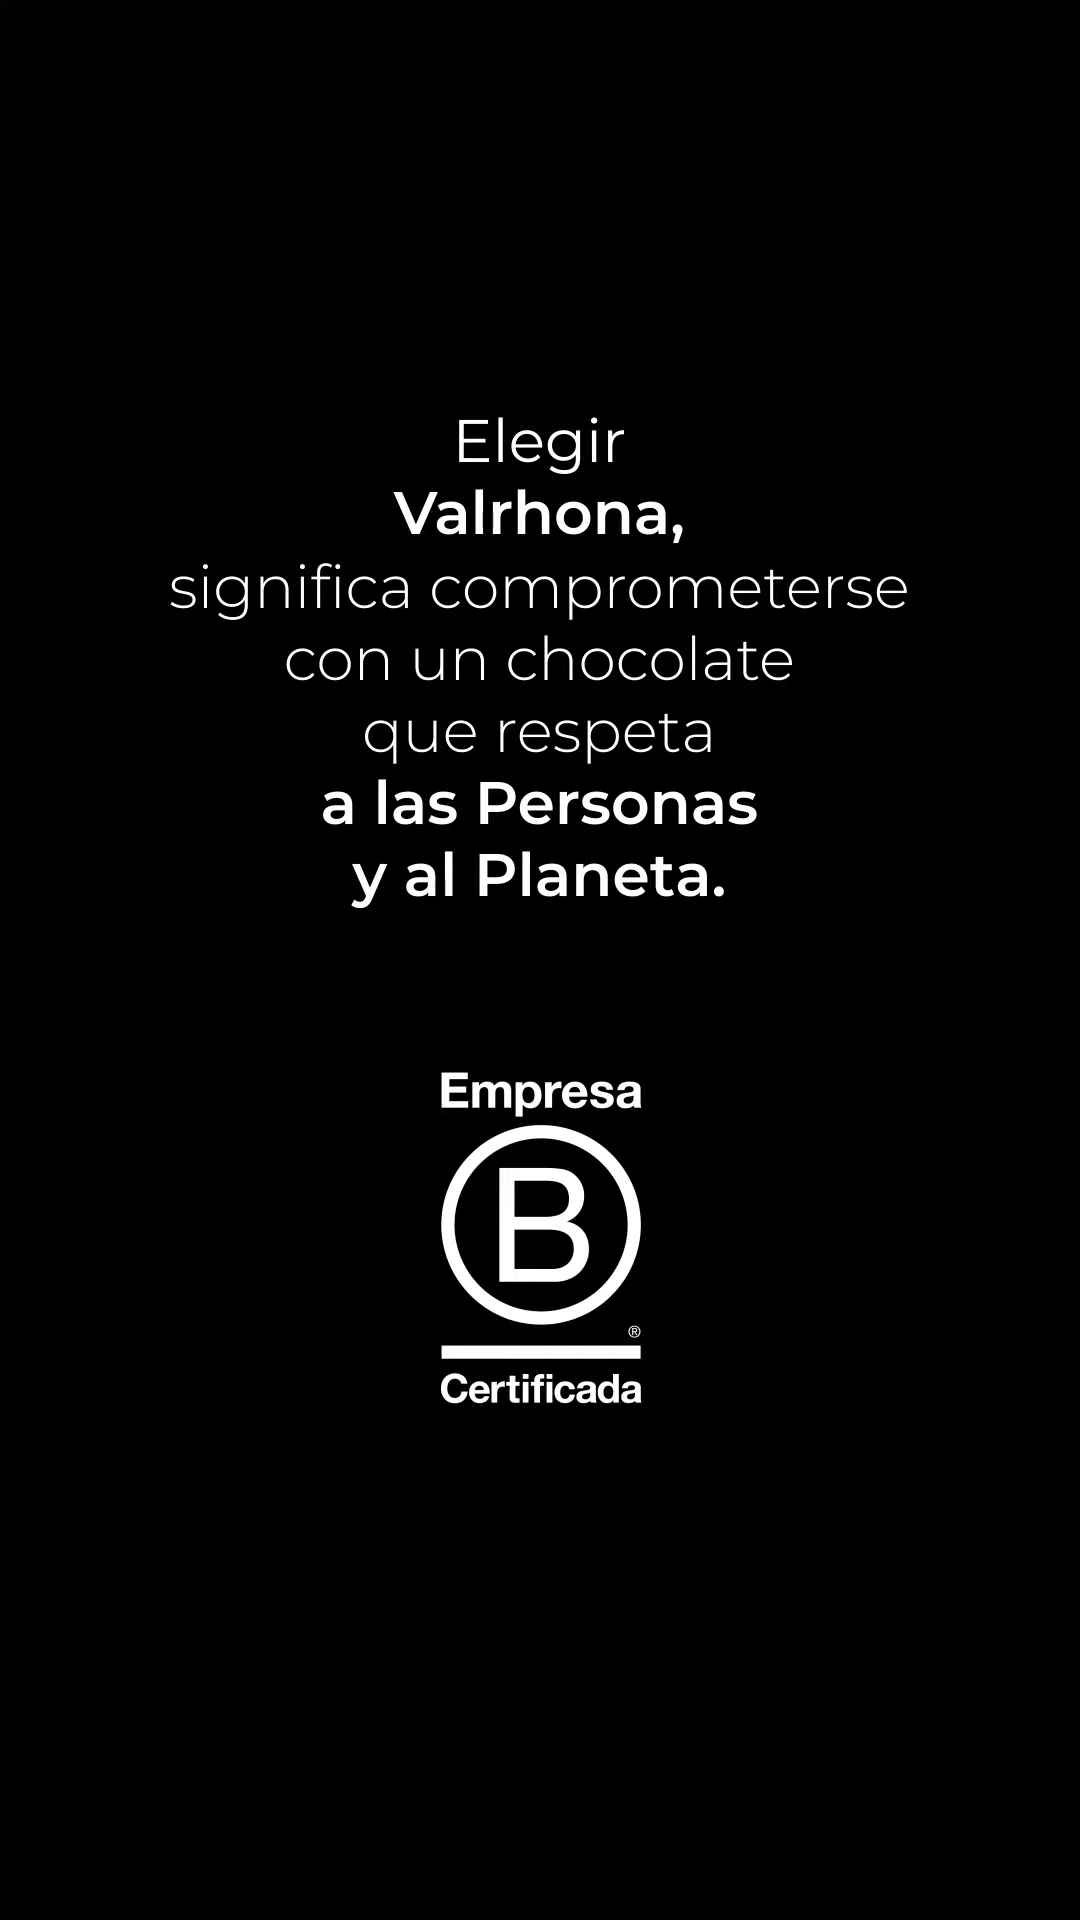 Elegir
Valrhona,
significa comprometerse
con un chocolate
que respeta
a las Personas
y al Planeta.
Empresa
B
®
Certificada